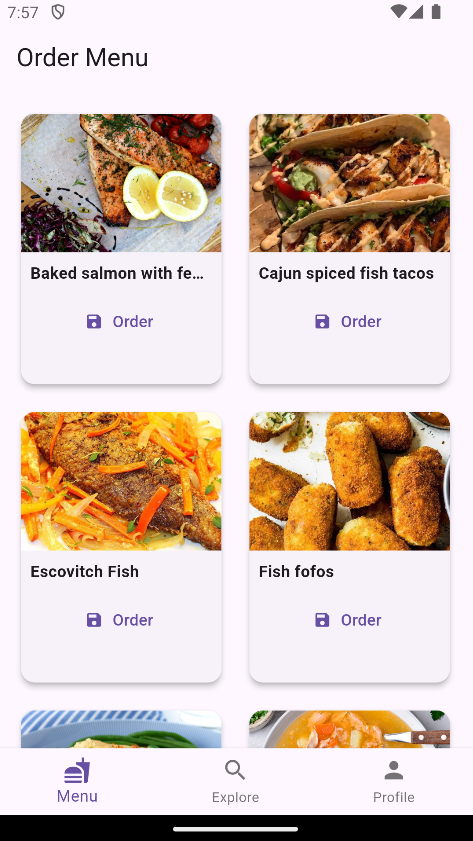 7:57
Order Menu
Baked salmon with fe...
Cajun spiced fish tacos
Order
Order
Escovitch Fish
Fish fofos
Order
Order
Menu
Explore
Profile